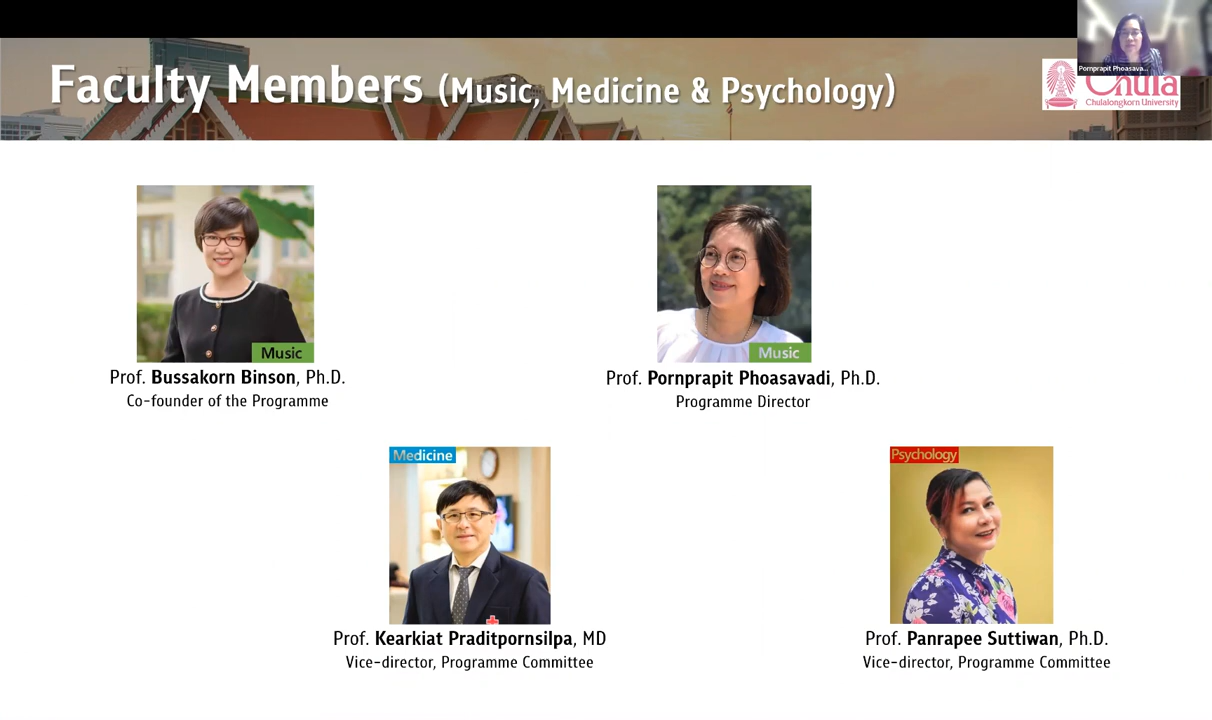 Faculty Members (Music, Medicine & Psychology)
Pornprapit Phoasava...
Chula
Chulalongkorn University
Music
Prof. Bussakorn Binson, Ph.D.
Co-founder of the Programme
Music
Prof. Pornprapit Phoasavadi, Ph.D.
Programme Director
Medicine
Prof. Kearkiat Praditpornsilpa, MD
Vice-director, Programme Committee
Psychology
Prof. Panrapee Suttiwan, Ph.D.
Vice-director, Programme Committee